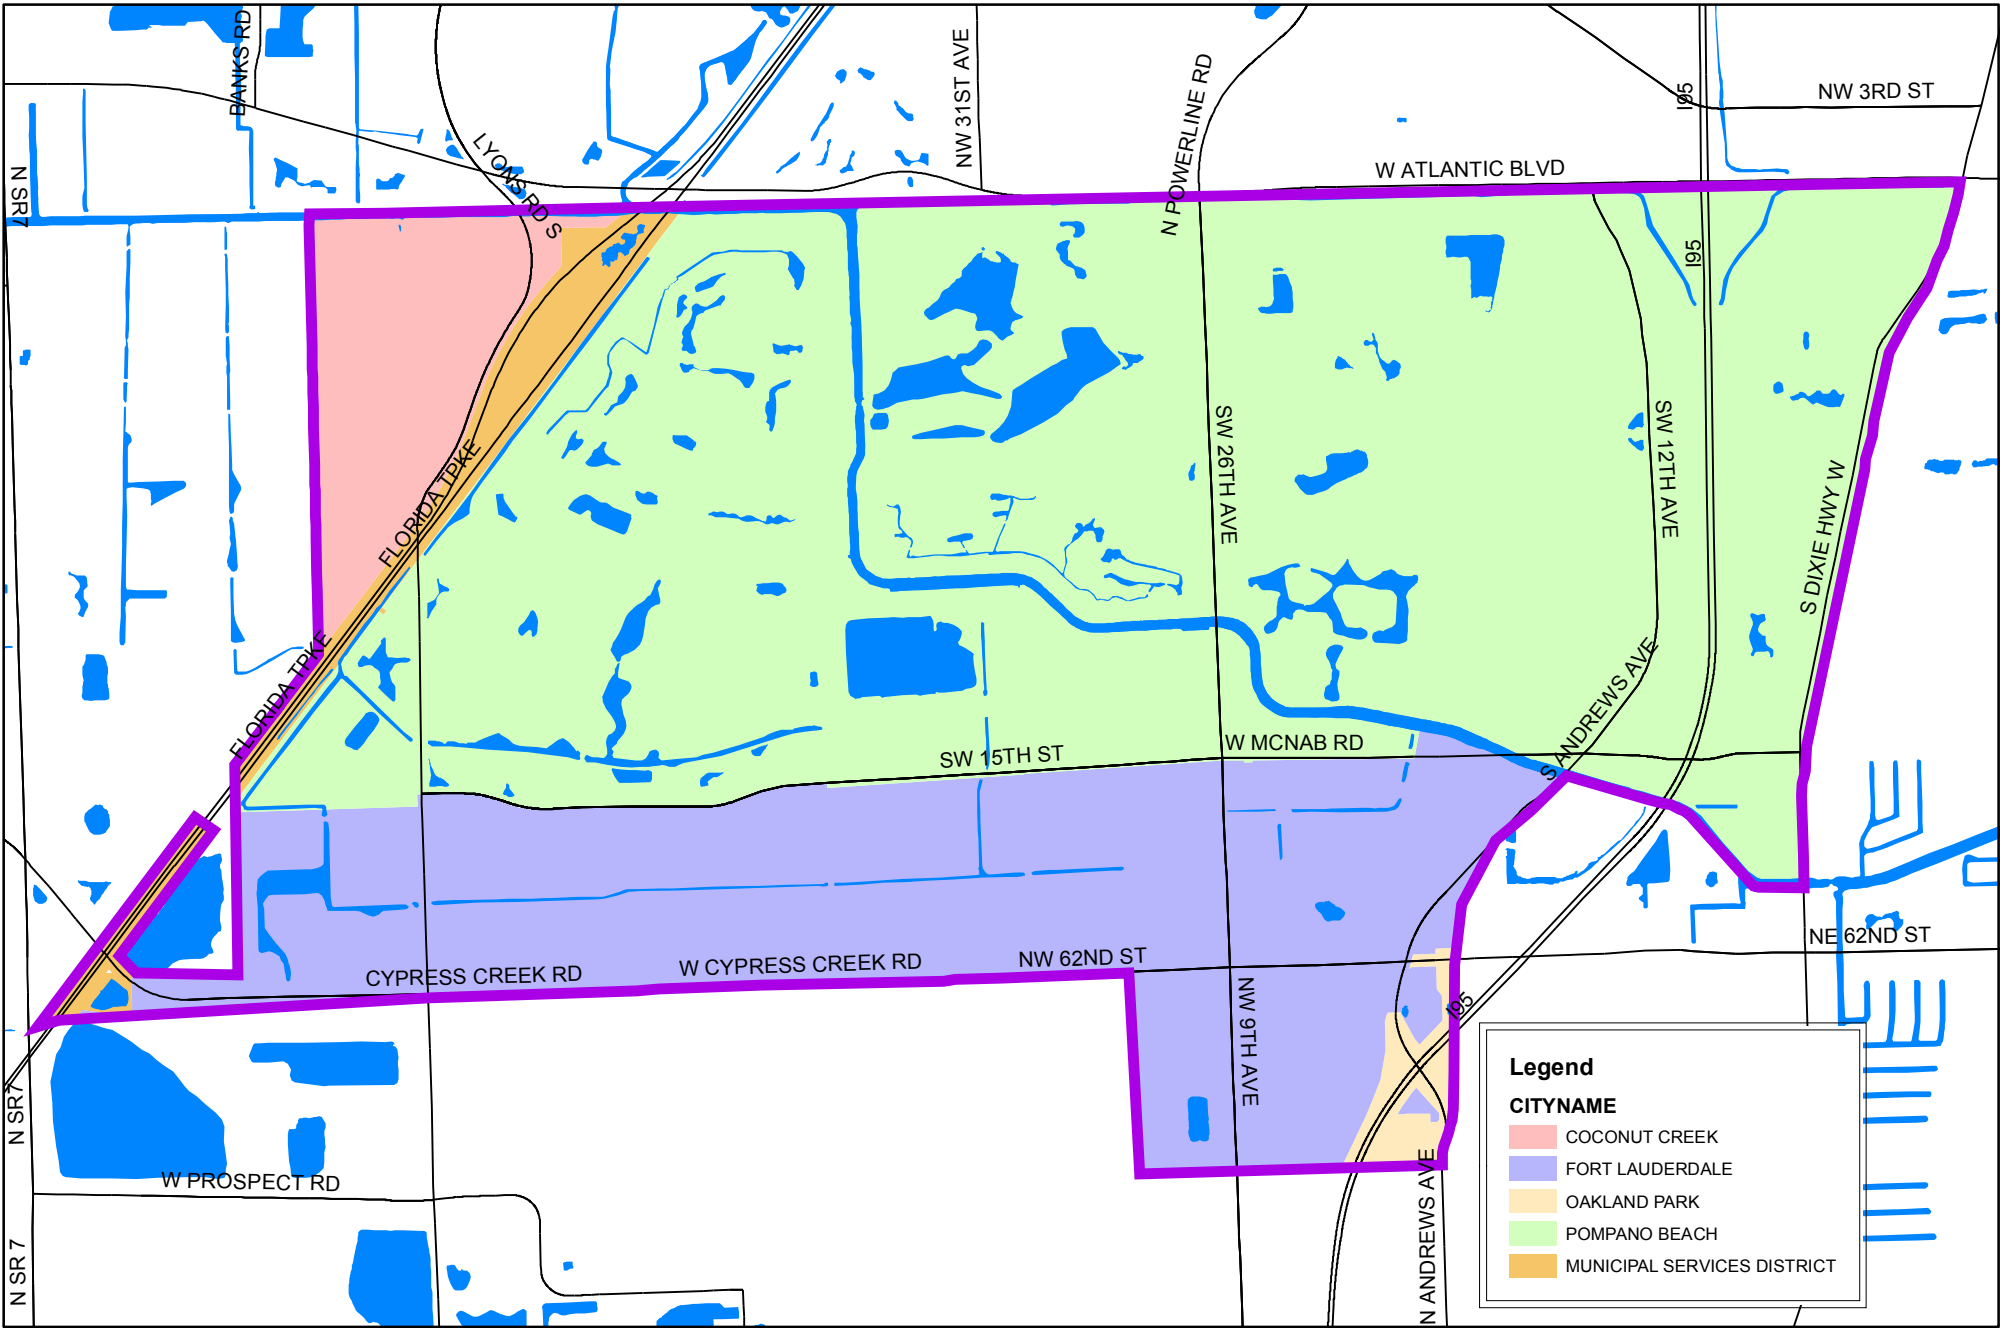 BANKS RD
NW 31ST AVE
N POWERLINE RD
I95
NW 3RD ST
LYONS RD S
W ATLANTIC BLVD
N SR7
I95
SW 26TH AVE
SW 12TH AVE
FLORIDA TPKE
S DIXIE HWY W
FLORIDA TPKE
S ANDREWS AVE
SW 15TH ST
W MCNAB RD
CYPRESS CREEK RD
W CYPRESS CREEK RD
NW 62ND ST
NE 62ND ST
NW 9TH AVE
I95
N SR7
W PROSPECT RD
N ANDREWS AVE
N SR 7
Legend
CITYNAME
COCONUT CREEK
FORT LAUDERDALE
OAKLAND PARK
POMPANO BEACH
MUNICIPAL SERVICES DISTRICT